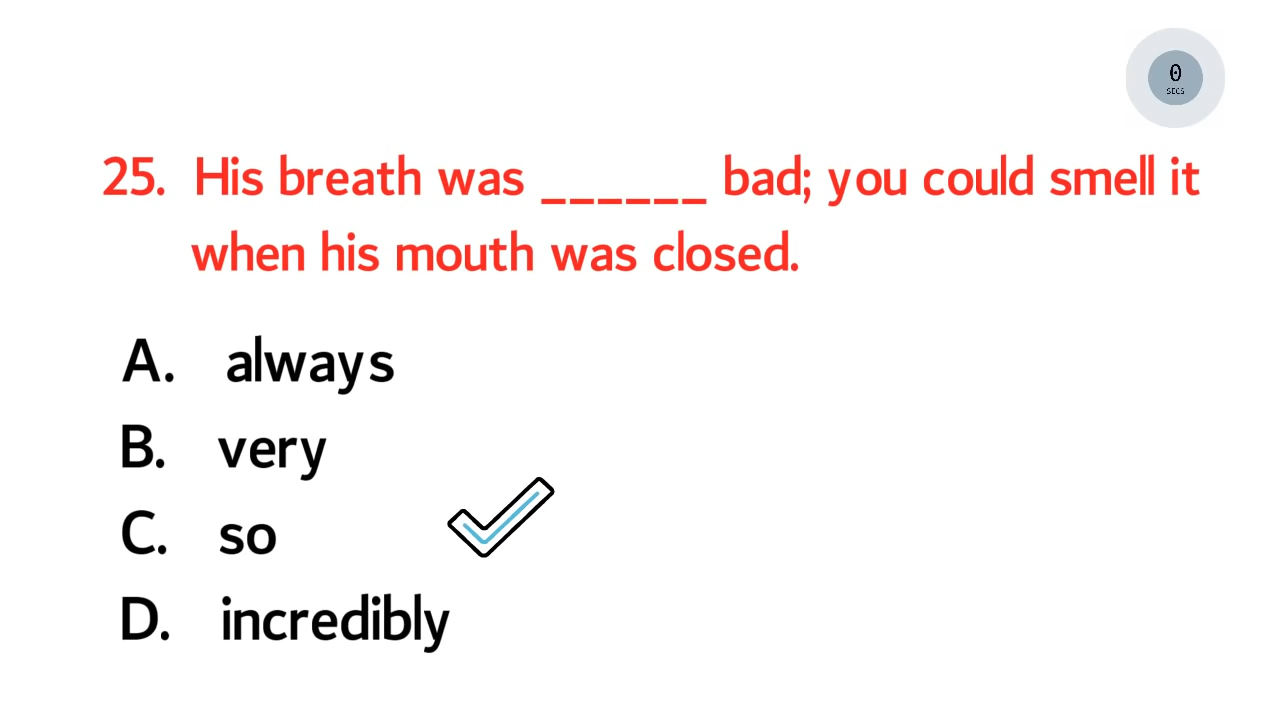 0
SECS
25. His breath was ______ bad; you could smell it
when his mouth was closed.
A. always
B. very
C. so
D. incredibly